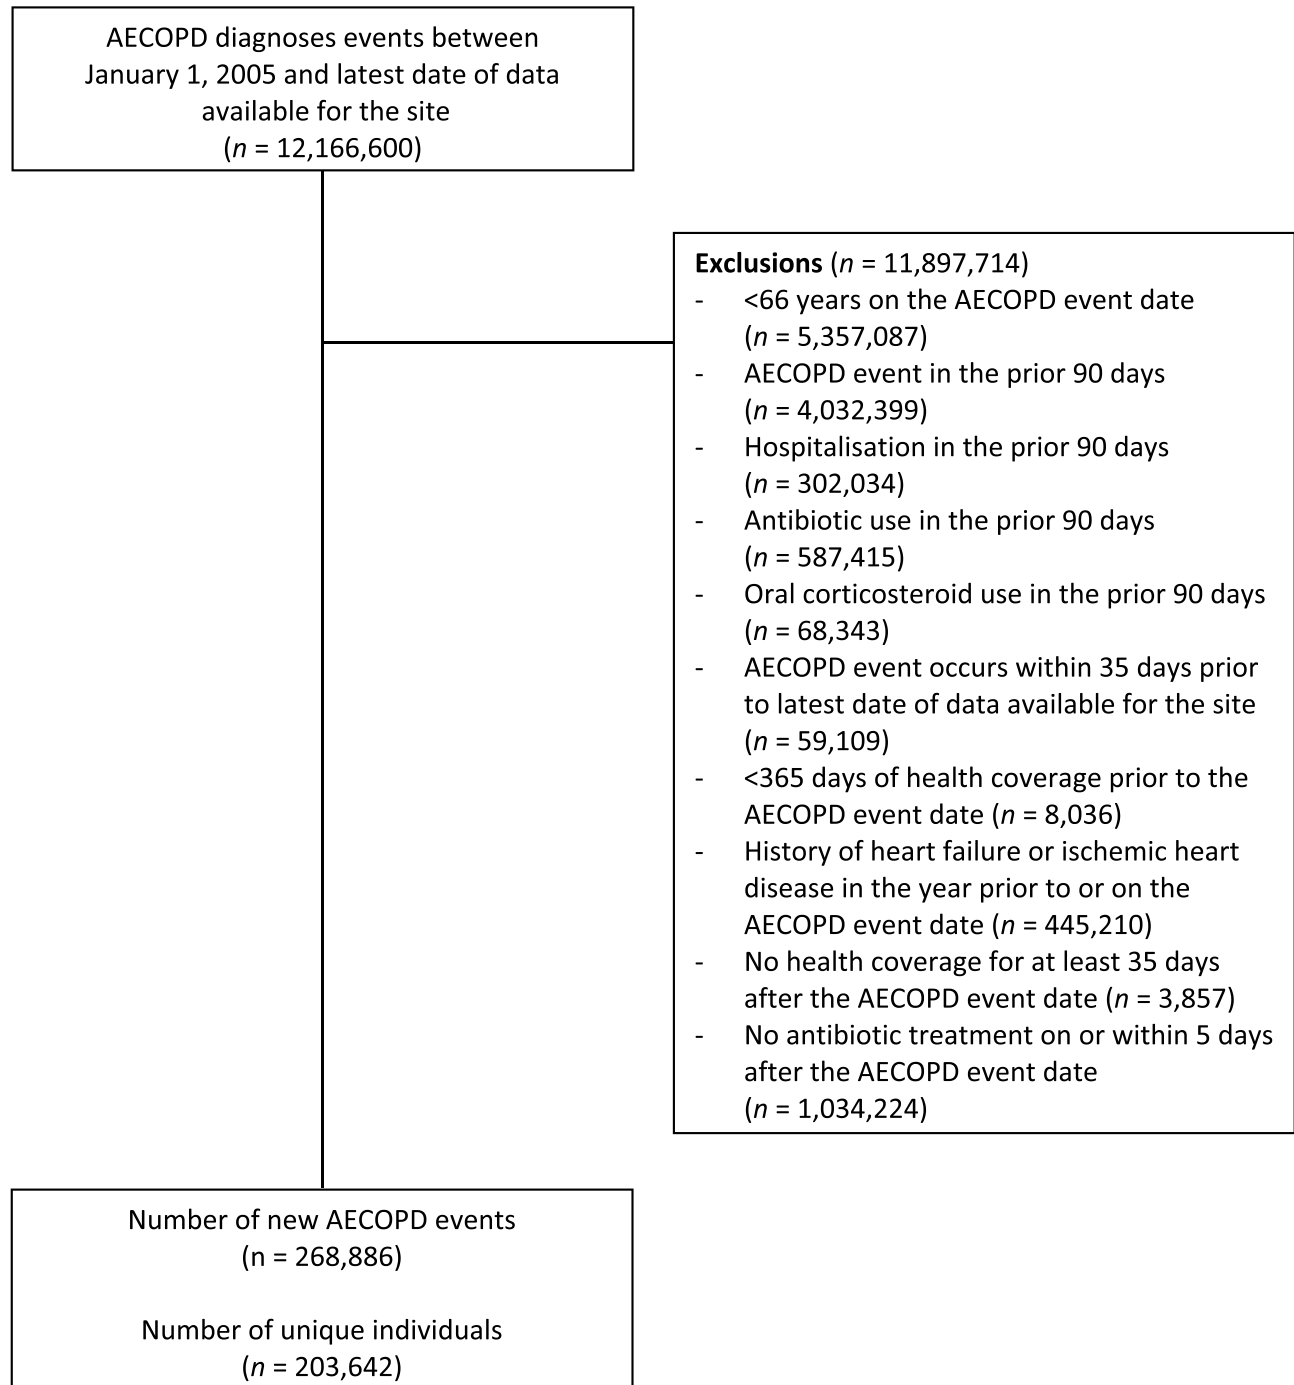 AECOPD diagnoses events between
January 1, 2005 and latest date of data
available for the site
(n = 12,166,600)
Exclusions (n = 11,897,714)
- <66 years on the AECOPD event date
(n = 5,357,087)
- AECOPD event in the prior 90 days
(n = 4,032,399)
- Hospitalisation in the prior 90 days
(n = 302,034)
- Antibiotic use in the prior 90 days
(n = 587,415)
- Oral corticosteroid use in the prior 90 days
(n = 68,343)
- AECOPD event occurs within 35 days prior
to latest date of data available for the site
(n = 59,109)
- <365 days of health coverage prior to the
AECOPD event date (n = 8,036)
- History of heart failure or ischemic heart
disease in the year prior to or on the
AECOPD event date (n = 445,210)
- No health coverage for at least 35 days
after the AECOPD event date (n = 3,857)
- No antibiotic treatment on or within 5 days
after the AECOPD event date
(n = 1,034,224)
Number of new AECOPD events
(n = 268,886)
Number of unique individuals
(n = 203,642)